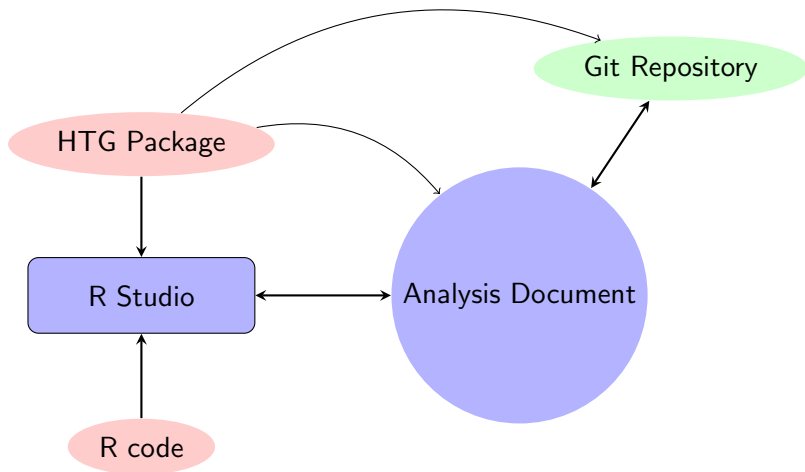 Git Repository
HTG Package
R Studio
Analysis Document
R code